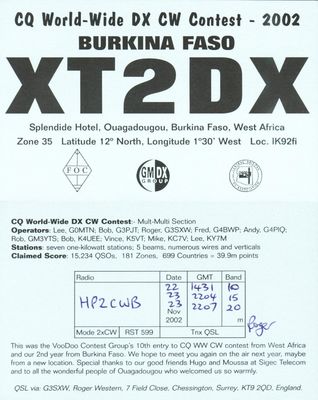 CQ World-Wide DX CW Contest - 2002
BURKINA FASO
XT2DX
Splendide Hotel, Ouagadougou, Burkina Faso, West Africa
Zone 35 Latitude 12° North, Longitude 1°30' West Loc. IK92fi
FOC
GMDX
GROUP
CQ World-Wide DX CW Contest:- Mult-Multi Section
Operators: Lee, G0MTN; Bob, G3PJT; Roger, G3SXW; Fred, G4BWP; Andy, G4PIQ;
Rob, GM3YTS; Bob, K4UEE; Vince, K5VT; Mike, KC7V; Lee, KY7M
Stations: seven one-kilowatt stations; 5 beams, numerous wires and verticals
Claimed Score: 15,234 QSOs, 181 Zones, 699 Countries = 39.9m points
Radio Date GMT Band
HP2CWB
22 1431 10
23 2204 15
23 2207 20
Nov
2002 m
Mode 2xCW RST 599 Tnx QSL
Roger
This was the VooDoo Contest Group's 10th entry to CQ WW CW contest from West Africa
and our 2nd year from Burkina Faso. We hope to meet you again on the air next year, maybe
from a new location. Special thanks to our good friends Hugo and Moussa at Sigec Telecom
and to all the wonderful people of Ouagadougou who welcomed us so warmly.
QSL via: G3SXW, Roger Western, 7 Field Close, Chessington, Surrey, KT9 2QD, England.